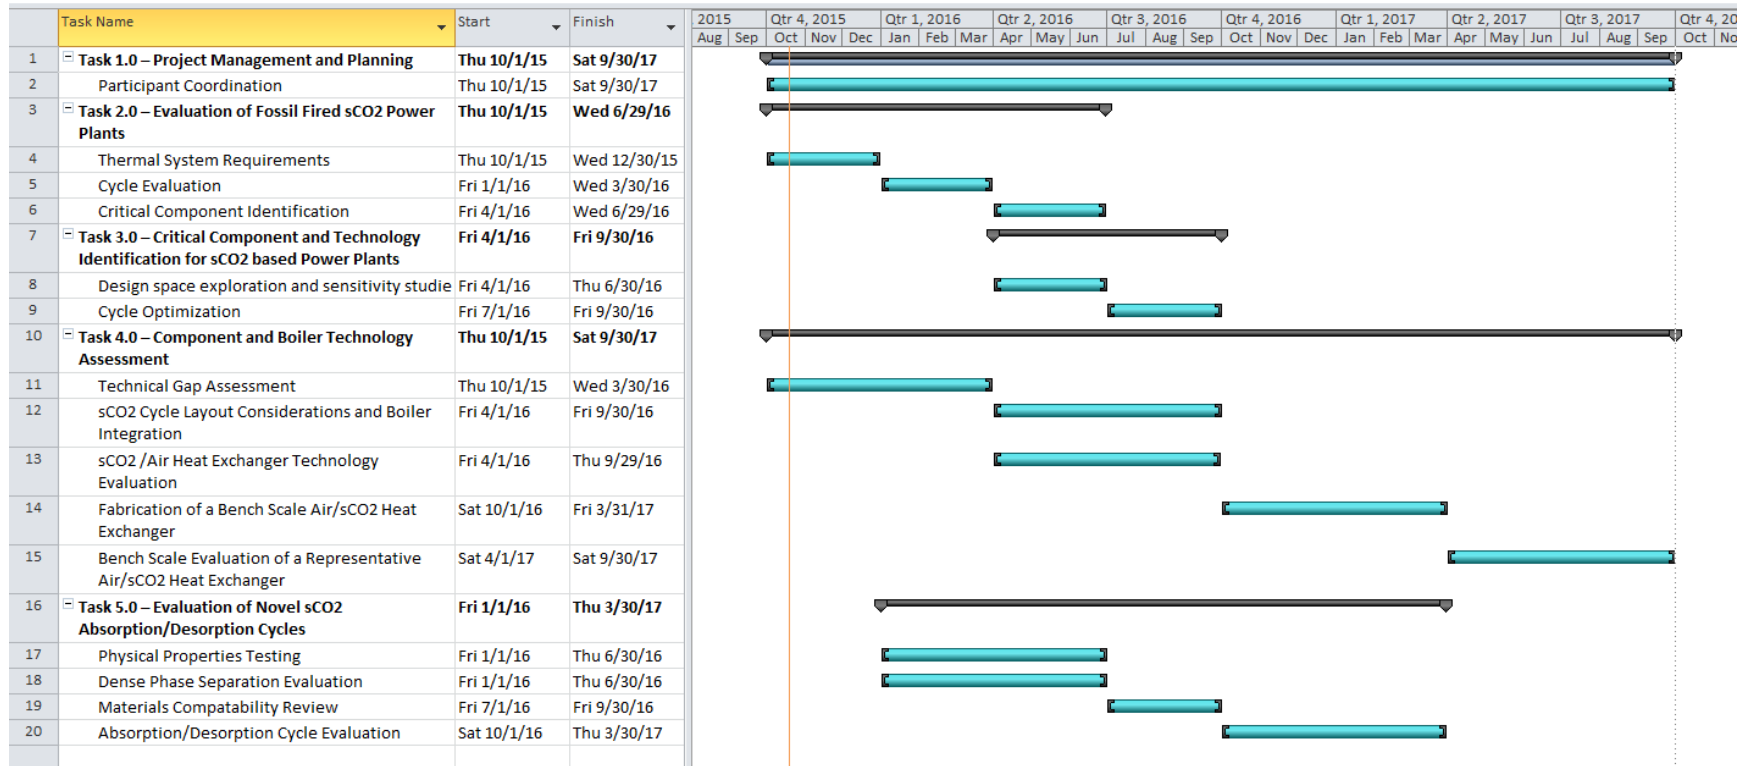 Task Name Start Finish
2015 Qtr 4, 2015 Qtr 1, 2016 Qtr 2, 2016 Qtr 3, 2016 Qtr 4, 2016 Qtr 1, 2017 Qtr 2, 2017 Qtr 3, 2017 Qtr 4, 20
Aug Sep Oct Nov Dec Jan Feb Mar Apr May Jun Jul Aug Sep Oct Nov Dec Jan Feb Mar Apr May Jun Jul Aug Sep Oct No
1 Task 1.0 – Project Management and Planning Thu 10/1/15 Sat 9/30/17
2 Participant Coordination Thu 10/1/15 Sat 9/30/17
3 Task 2.0 – Evaluation of Fossil Fired sCO2 Power Thu 10/1/15 Wed 6/29/16
Plants
4 Thermal System Requirements Thu 10/1/15 Wed 12/30/15
5 Cycle Evaluation Fri 1/1/16 Wed 3/30/16
6 Critical Component Identification Fri 4/1/16 Wed 6/29/16
7 Task 3.0 – Critical Component and Technology Fri 4/1/16 Fri 9/30/16
Identification for sCO2 based Power Plants
8 Design space exploration and sensitivity studie Fri 4/1/16 Thu 6/30/16
9 Cycle Optimization Fri 7/1/16 Fri 9/30/16
10 Task 4.0 – Component and Boiler Technology Thu 10/1/15 Sat 9/30/17
Assessment
11 Technical Gap Assessment Thu 10/1/15 Wed 3/30/16
12 sCO2 Cycle Layout Considerations and Boiler Fri 4/1/16 Fri 9/30/16
Integration
13 sCO2 /Air Heat Exchanger Technology Fri 4/1/16 Thu 9/29/16
Evaluation
14 Fabrication of a Bench Scale Air/sCO2 Heat Sat 10/1/16 Fri 3/31/17
Exchanger
15 Bench Scale Evaluation of a Representative Sat 4/1/17 Sat 9/30/17
Air/sCO2 Heat Exchanger
16 Task 5.0 – Evaluation of Novel sCO2 Fri 1/1/16 Thu 3/30/17
Absorption/Desorption Cycles
17 Physical Properties Testing Fri 1/1/16 Thu 6/30/16
18 Dense Phase Separation Evaluation Fri 1/1/16 Thu 6/30/16
19 Materials Compatability Review Fri 7/1/16 Fri 9/30/16
20 Absorption/Desorption Cycle Evaluation Sat 10/1/16 Thu 3/30/17